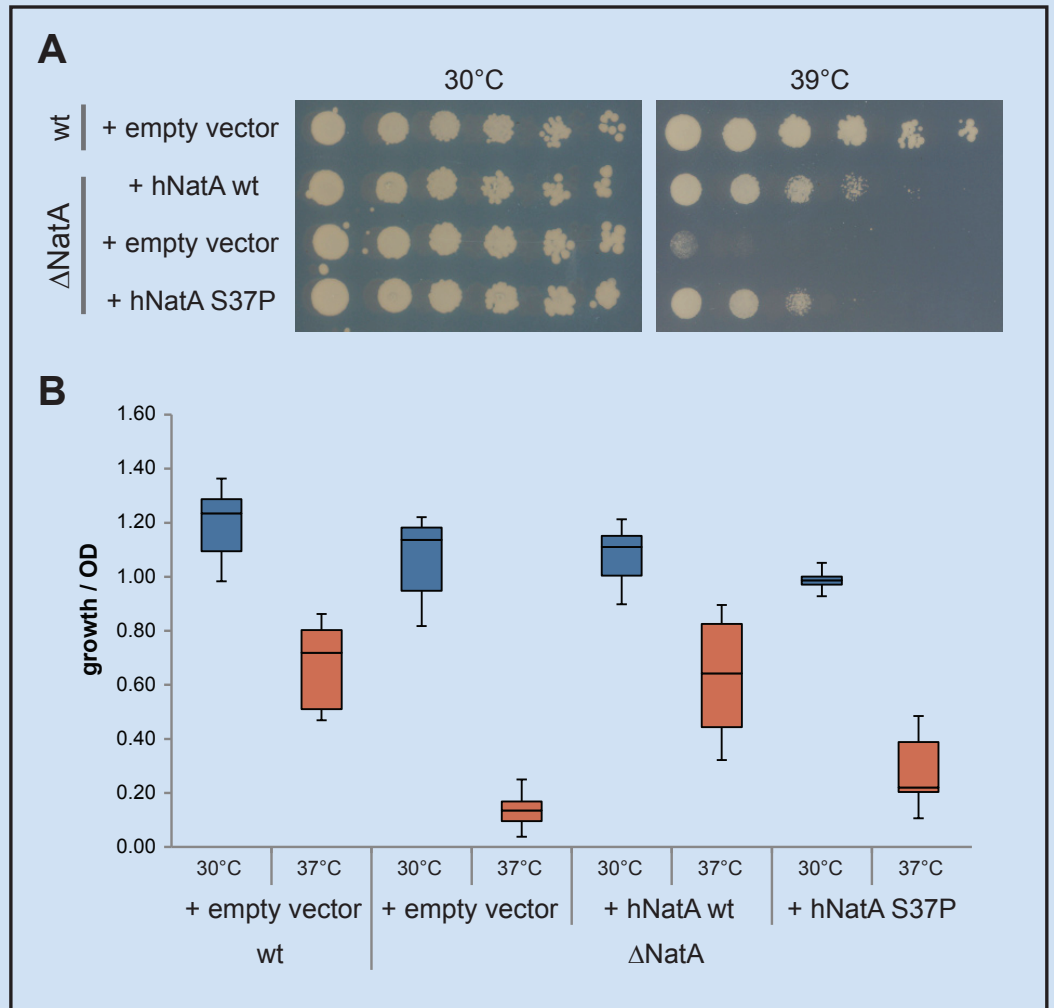 A
30°C 39°C
wt + empty vector
ΔNatA + hNatA wt
+ empty vector
+ hNatA S37P
B
growth / OD
1.60
1.40
1.20
1.00
0.80
0.60
0.40
0.20
0.00
30°C 37°C 30°C 37°C 30°C 37°C 30°C 37°C
+ empty vector + empty vector + hNatA wt + hNatA S37P
wt ΔNatA